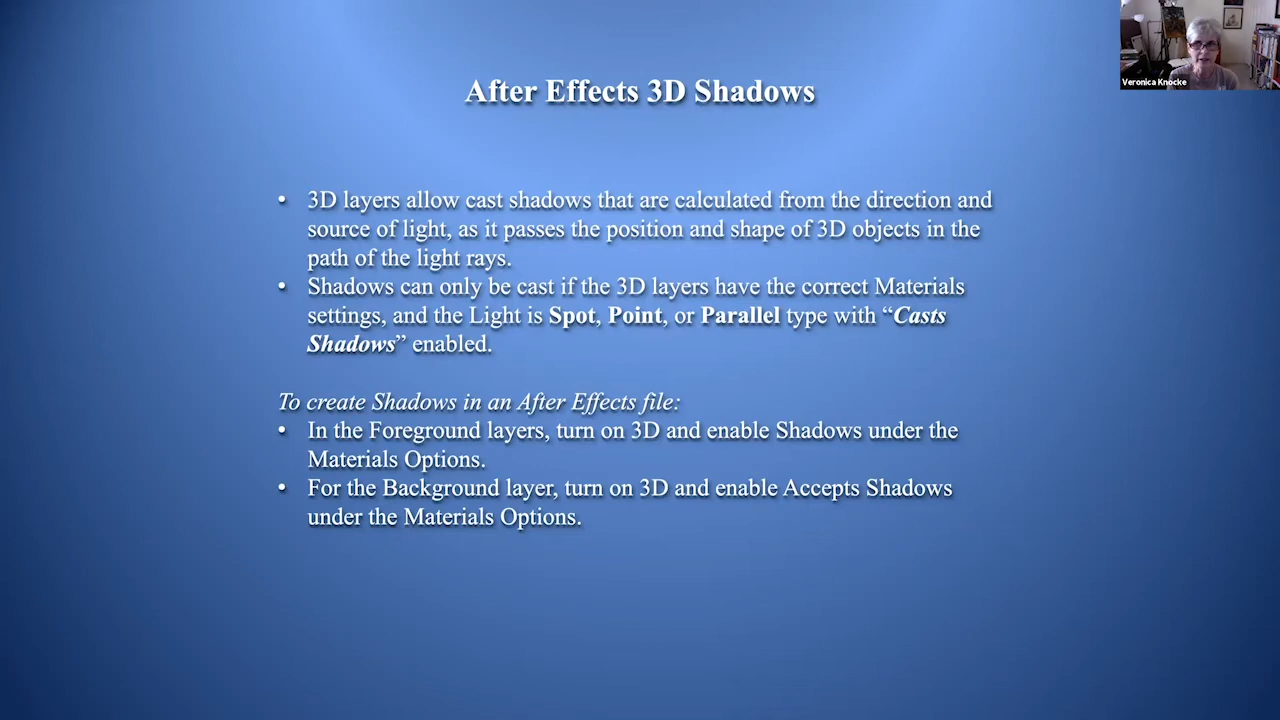 After Effects 3D Shadows
Veronica Knocke
• 3D layers allow cast shadows that are calculated from the direction and
source of light, as it passes the position and shape of 3D objects in the
path of the light rays.
• Shadows can only be cast if the 3D layers have the correct Materials
settings, and the Light is Spot, Point, or Parallel type with “Casts
Shadows” enabled.
To create Shadows in an After Effects file:
• In the Foreground layers, turn on 3D and enable Shadows under the
Materials Options.
• For the Background layer, turn on 3D and enable Accepts Shadows
under the Materials Options.